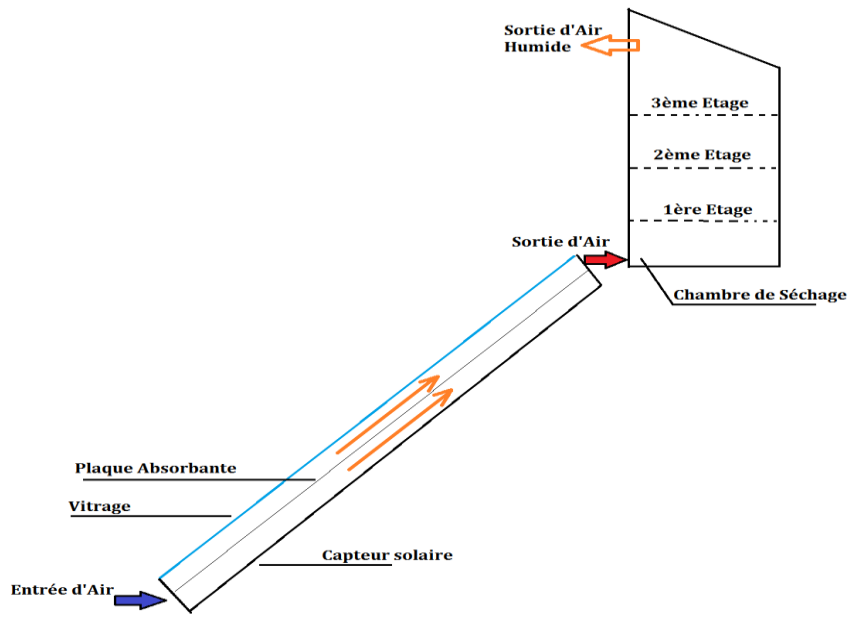 Sortie d'Air
Humide
3ème Etage
2ème Etage
1ère Etage
Sortie d'Air
Chambre de Séchage
Plaque Absorbante
Vitrage
Capteur solaire
Entrée d'Air